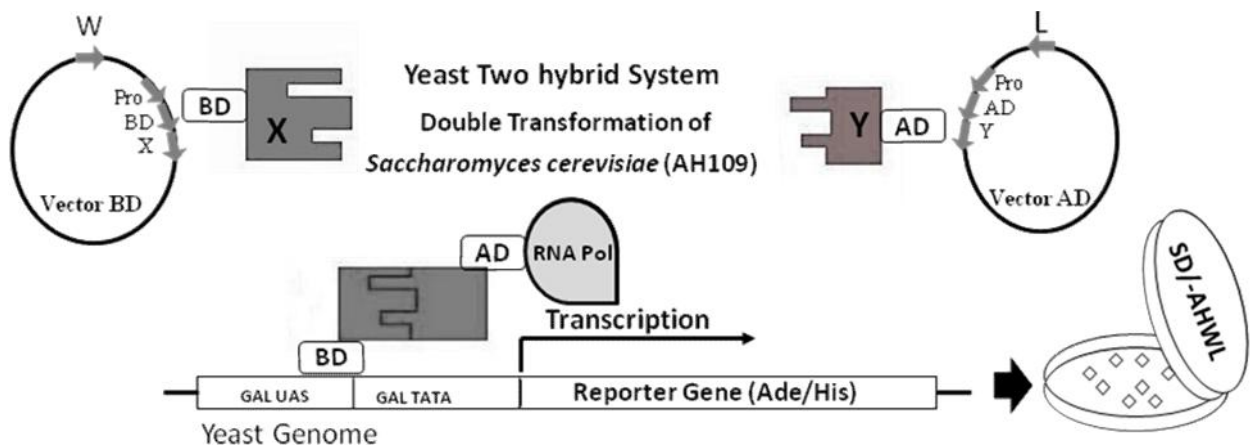 W
Pro
BD
X
Vector BD
BD
X
Yeast Two hybrid System
Double Transformation of
Saccharomyces cerevisiae (AH109)
Y
AD
L
Pro
AD
Y
Vector AD
AD
RNA Pol
BD
Transcription
GAL UAS
GAL TATA
Reporter Gene (Ade/His)
Yeast Genome
SD/-AHWL